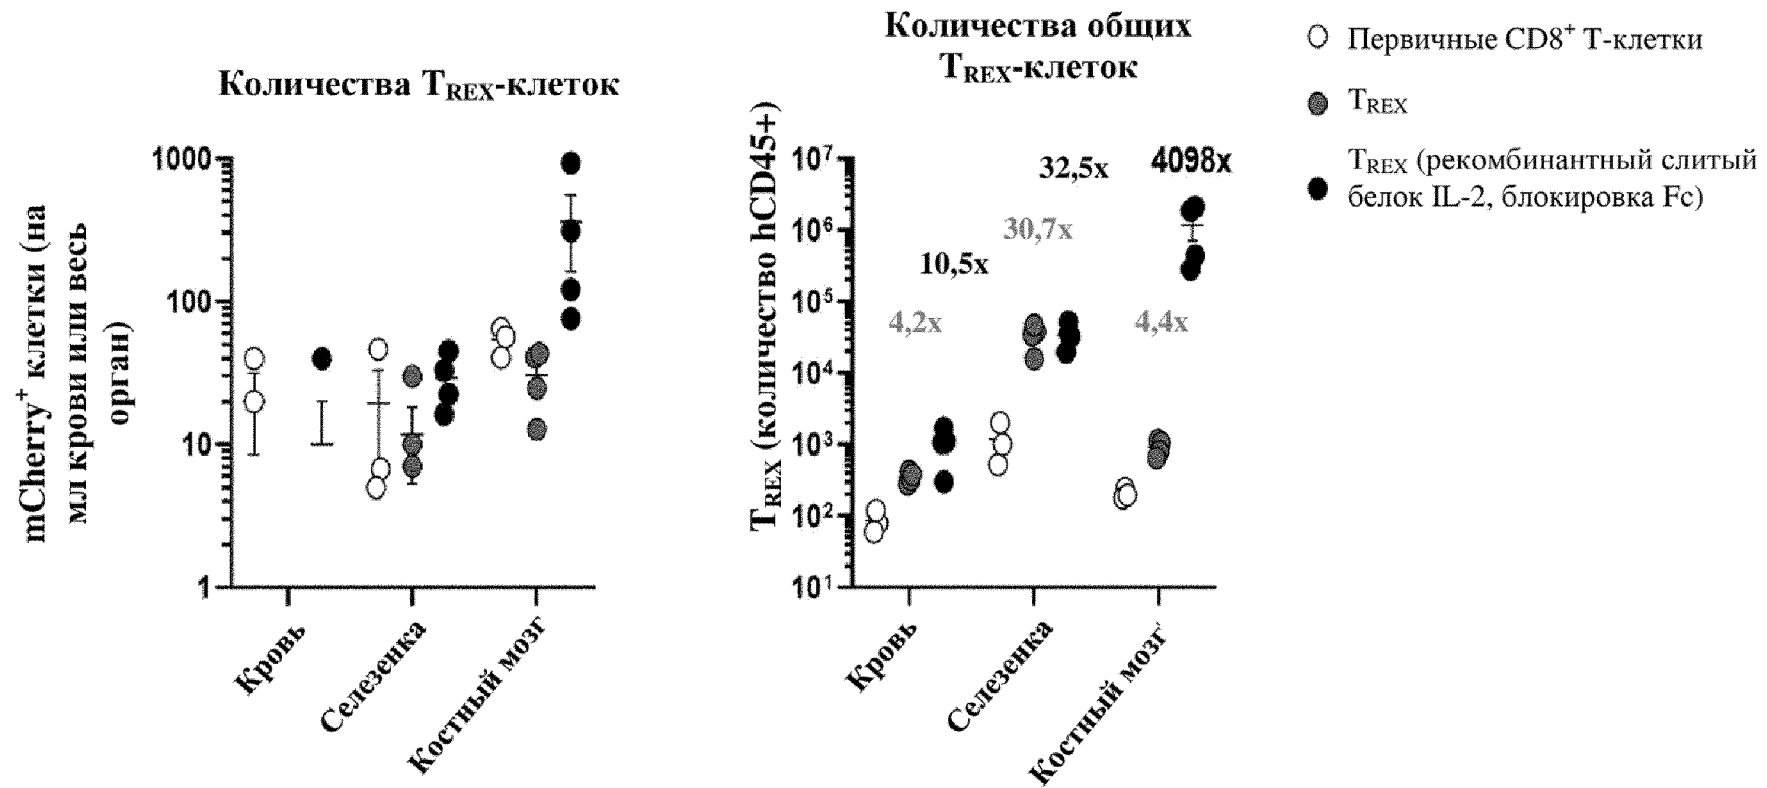 Количества TREX-клеток
mCherry+ клетки (на
мл крови или весь
орган)
1000
100
10
1
Кровь
Селезенка
Костный мозг
Количества общих
TREX-клеток
TREX (количество hCD45+)
10⁷
10⁶
10⁵
10⁴
10³
10²
10¹
4,2x
10,5x
30,7x
32,5x
4,4x
4098x
Кровь
Селезенка
Костный мозг
Первичные CD8+ Т-клетки
TREX
TREX (рекомбинантный слитый
белок IL-2, блокировка Fc)